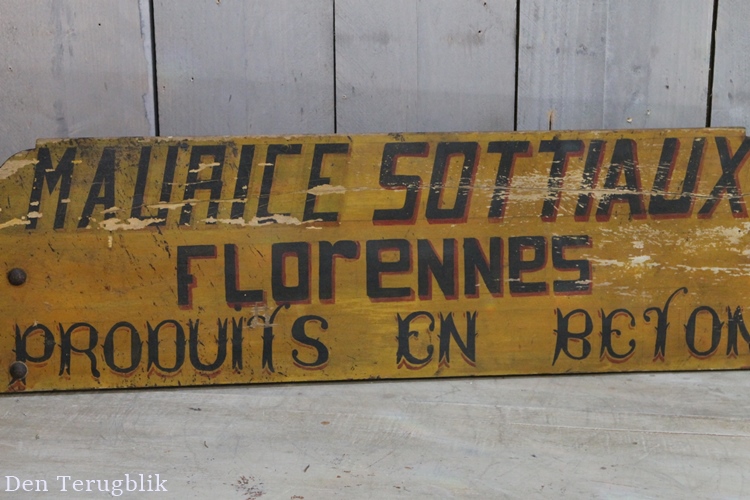 MAURICE SOTTIAUX
FLORENNES
PRODUITS EN BETON
Den Terugblik